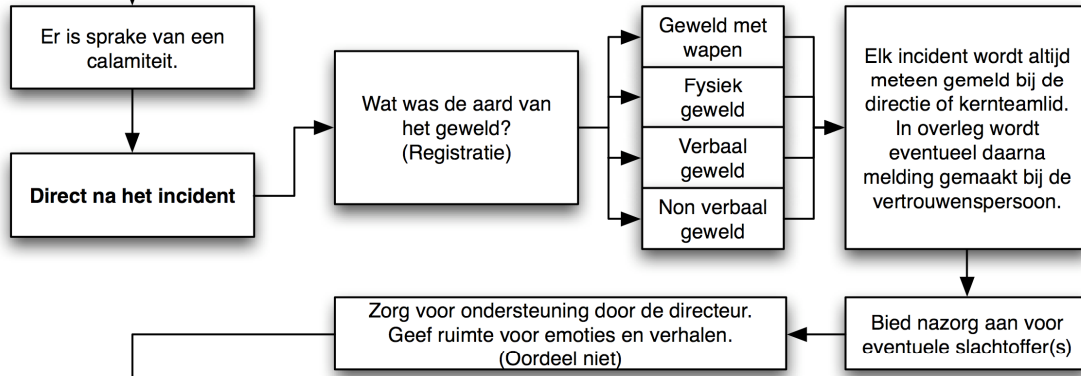 Er is sprake van een
calamiteit.
Direct na het incident
Wat was de aard van
het geweld?
(Registratie)
Geweld met
wapen
Fysiek
geweld
Verbaal
geweld
Non verbaal
geweld
Elk incident wordt altijd
meteen gemeld bij de
directie of kernteamlid.
In overleg wordt
eventueel daarna
melding gemaakt bij de
vertrouwenspersoon.
Bied nazorg aan voor
eventuele slachtoffer(s)
Zorg voor ondersteuning door de directeur.
Geef ruimte voor emoties en verhalen.
(Oordeel niet)